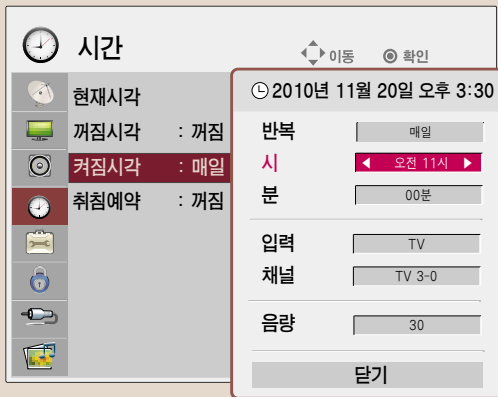 시간
이동 확인
현재시각
꺼짐시각 : 꺼짐
켜짐시각 : 매일
취침예약 : 꺼짐
2010년 11월 20일 오후 3:30
반복 매일
시 ◀ 오전 11시 ▶
분 00분
입력 TV
채널 TV 3-0
음량 30
닫기